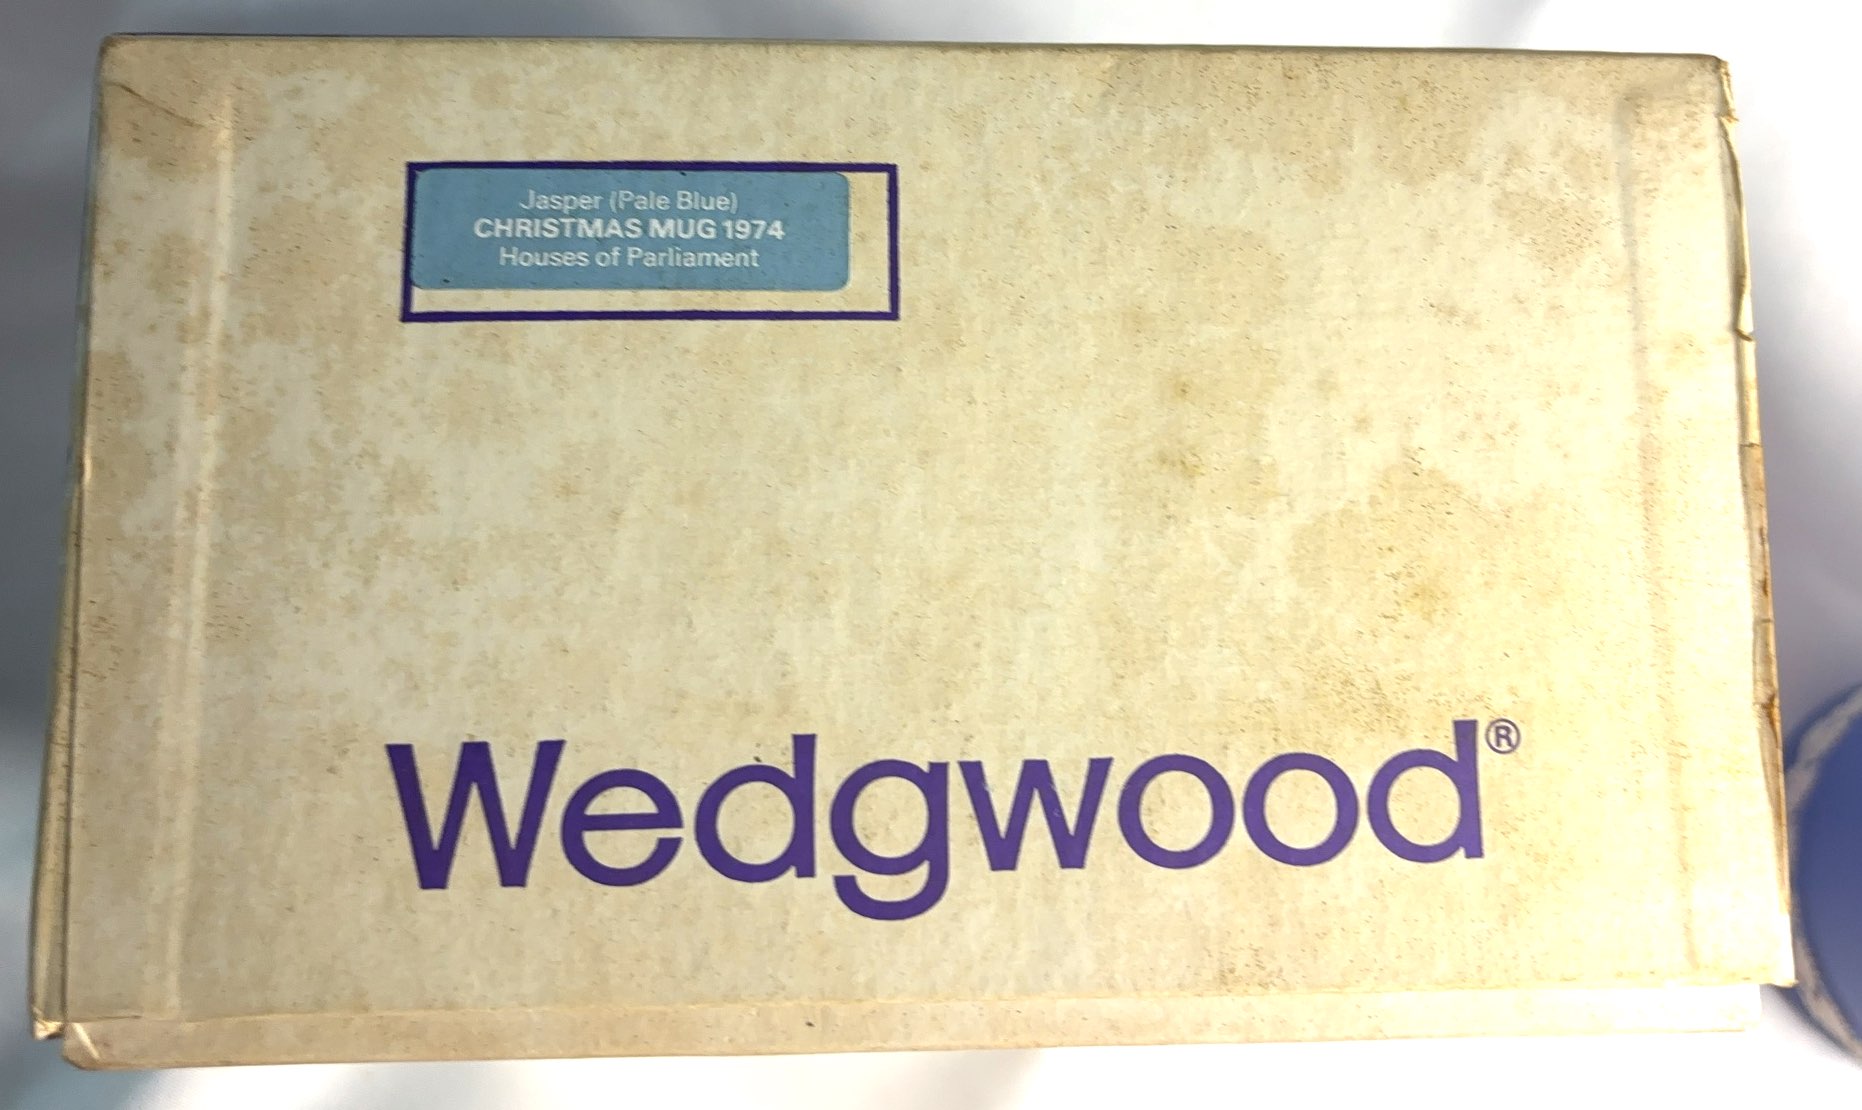 Jasper (Pale Blue)
CHRISTMAS MUG 1974
Houses of Parliament
Wedgwood®